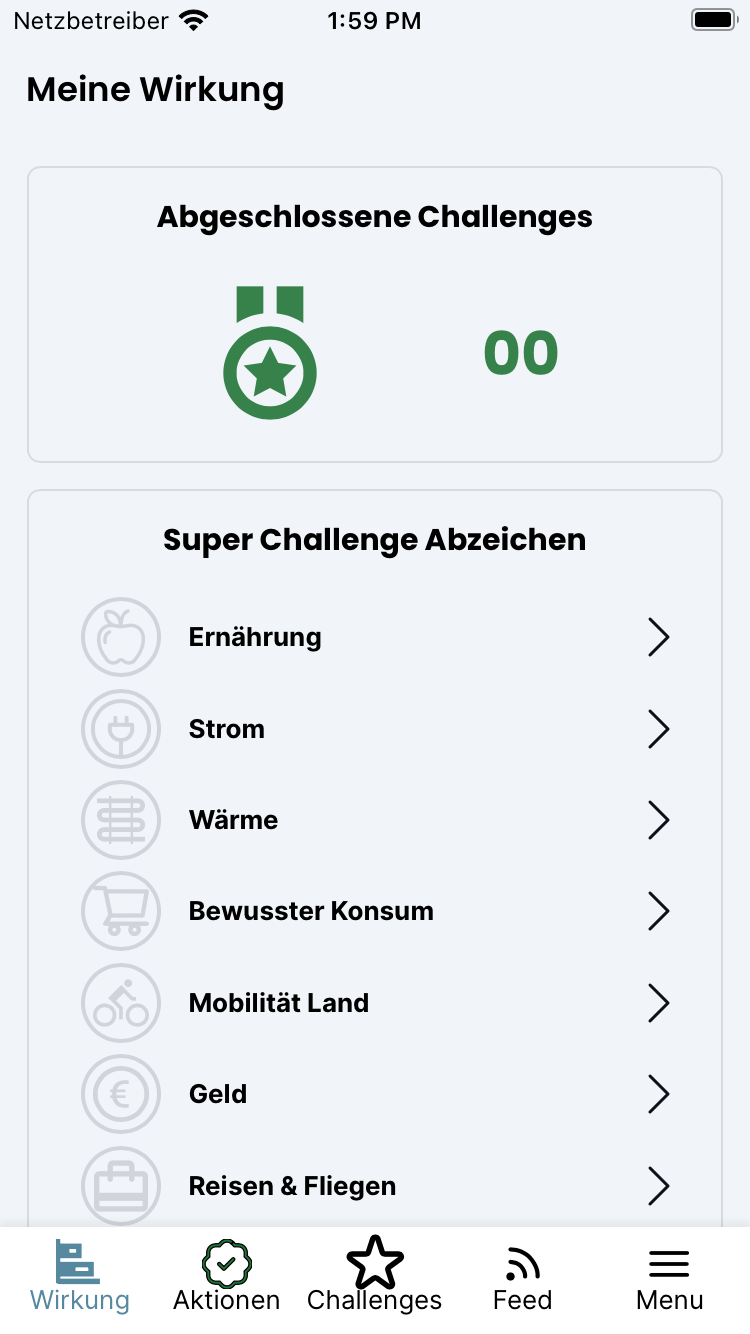 Netzbetreiber 1:59 PM
Meine Wirkung
Abgeschlossene Challenges
00
Super Challenge Abzeichen
Ernährung
Strom
Wärme
Bewusster Konsum
Mobilität Land
€ Geld
Reisen & Fliegen
Wirkung Aktionen Challenges Feed Menu